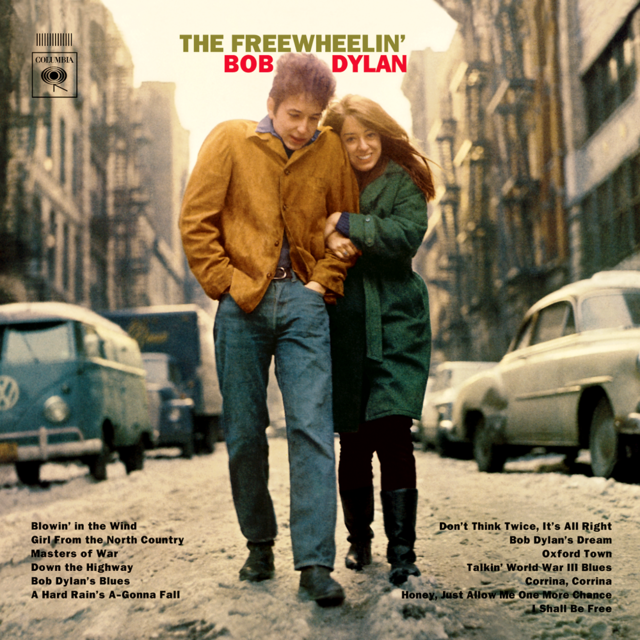 THE FREEWHEELIN'
BOB DYLAN
COLUMBIA
Blowin' in the Wind
Girl From the North Country
Masters of War
Down the Highway
Bob Dylan's Blues
A Hard Rain's A-Gonna Fall
Don't Think Twice, It's All Right
Bob Dylan's Dream
Oxford Town
Talkin' World War III Blues
Corrina, Corrina
Honey, Just Allow Me One More Chance
I Shall Be Free